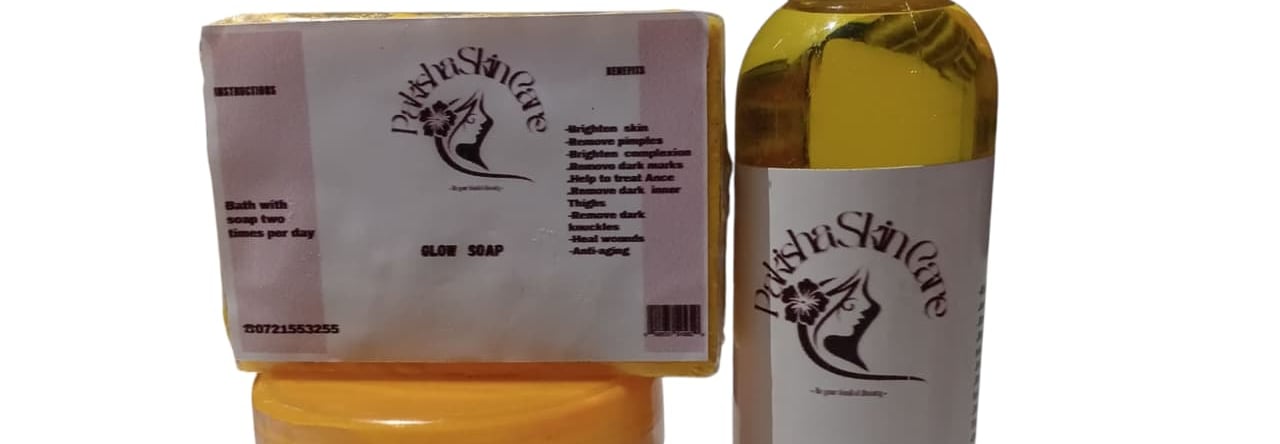 Pakisha Skin Care
INSTRUCTIONS
BENEFITS
-Brighten skin
-Remove pimples
-Brighten complexion
.Remove dark marks
.Help to treat Ance
.Remove dark inner
Thighs
-Remove dark
knuckles
-Heal wounds
-Anti-aging
Bath with
soap two
times per day
GLOW SOAP
☎0721553255
Pakisha Skin Care